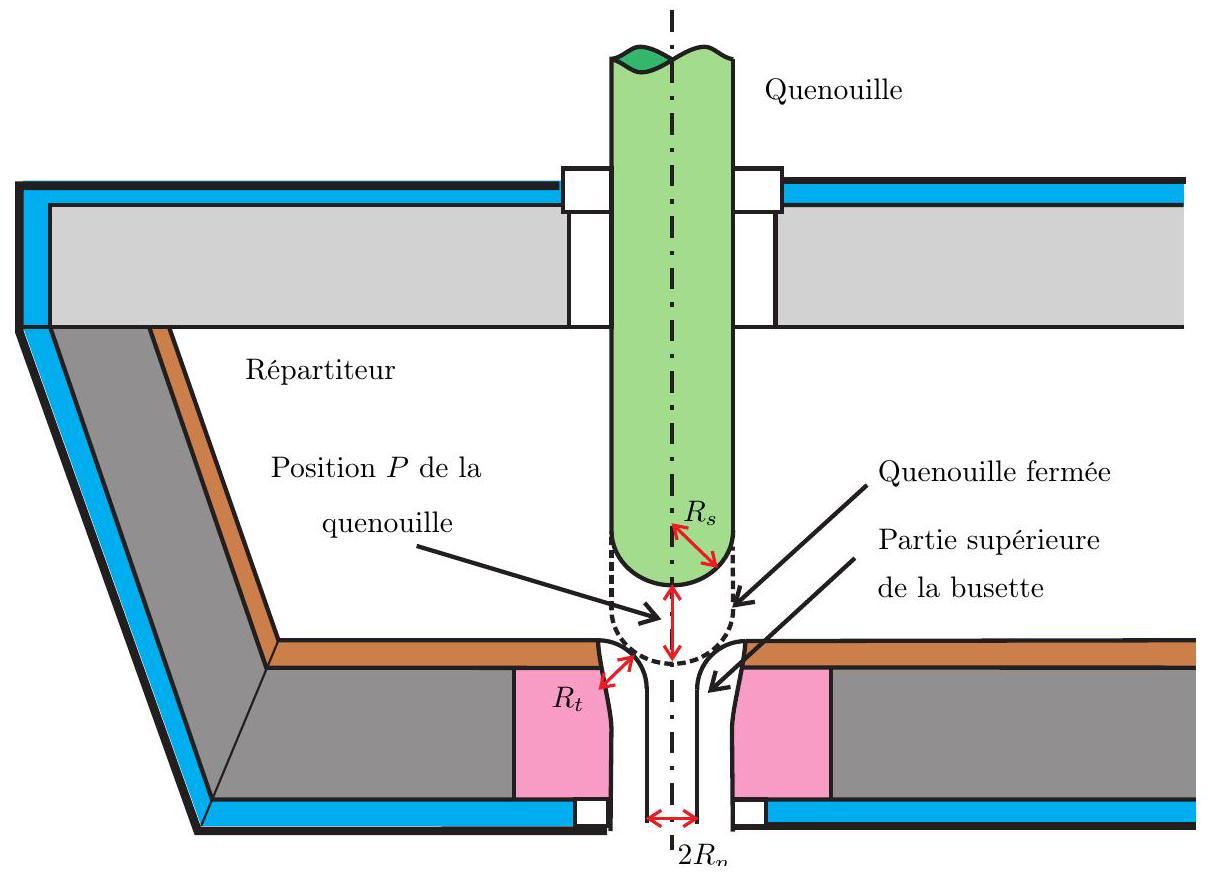 Quenouille
Répartiteur
Position P de la
quenouille
R_s
Quenouille fermée
Partie supérieure
de la busette
R_t
2R_n